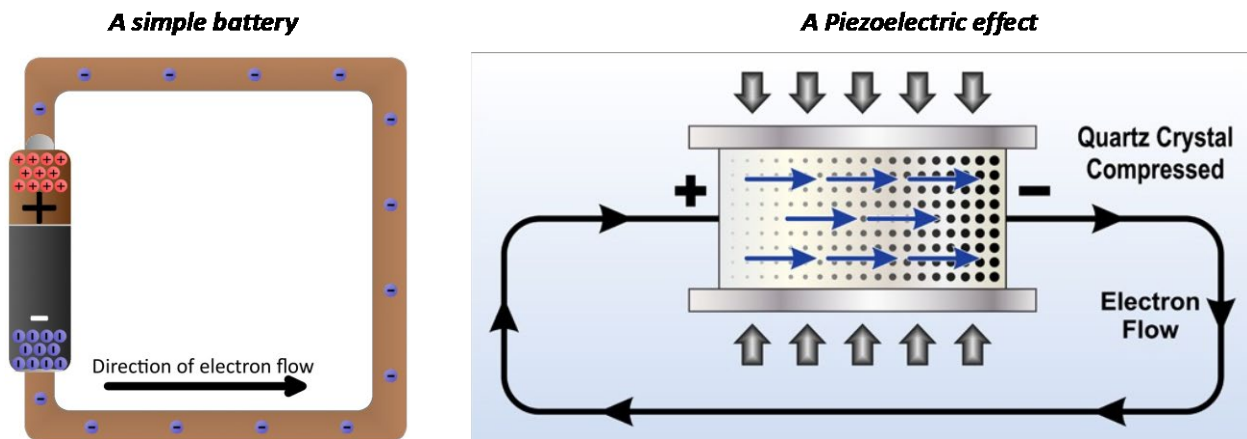 A simple battery
A Piezoelectric effect
+
-
Direction of electron flow
+
-
Quartz Crystal
Compressed
Electron
Flow